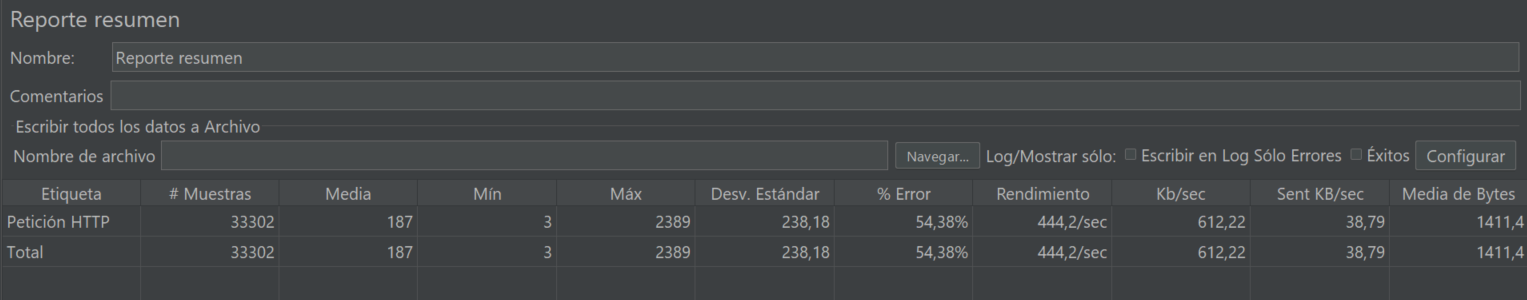 Reporte resumen
Nombre: Reporte resumen
Comentarios
Escribir todos los datos a Archivo
Nombre de archivo Navegar... Log/Mostrar sólo: Escribir en Log Sólo Errores Éxitos Configurar
Etiqueta # Muestras Media Mín Máx Desv. Estándar % Error Rendimiento Kb/sec Sent KB/sec Media de Bytes
Petición HTTP 33302 187 3 2389 238,18 54,38% 444,2/sec 612,22 38,79 1411,4
Total 33302 187 3 2389 238,18 54,38% 444,2/sec 612,22 38,79 1411,4